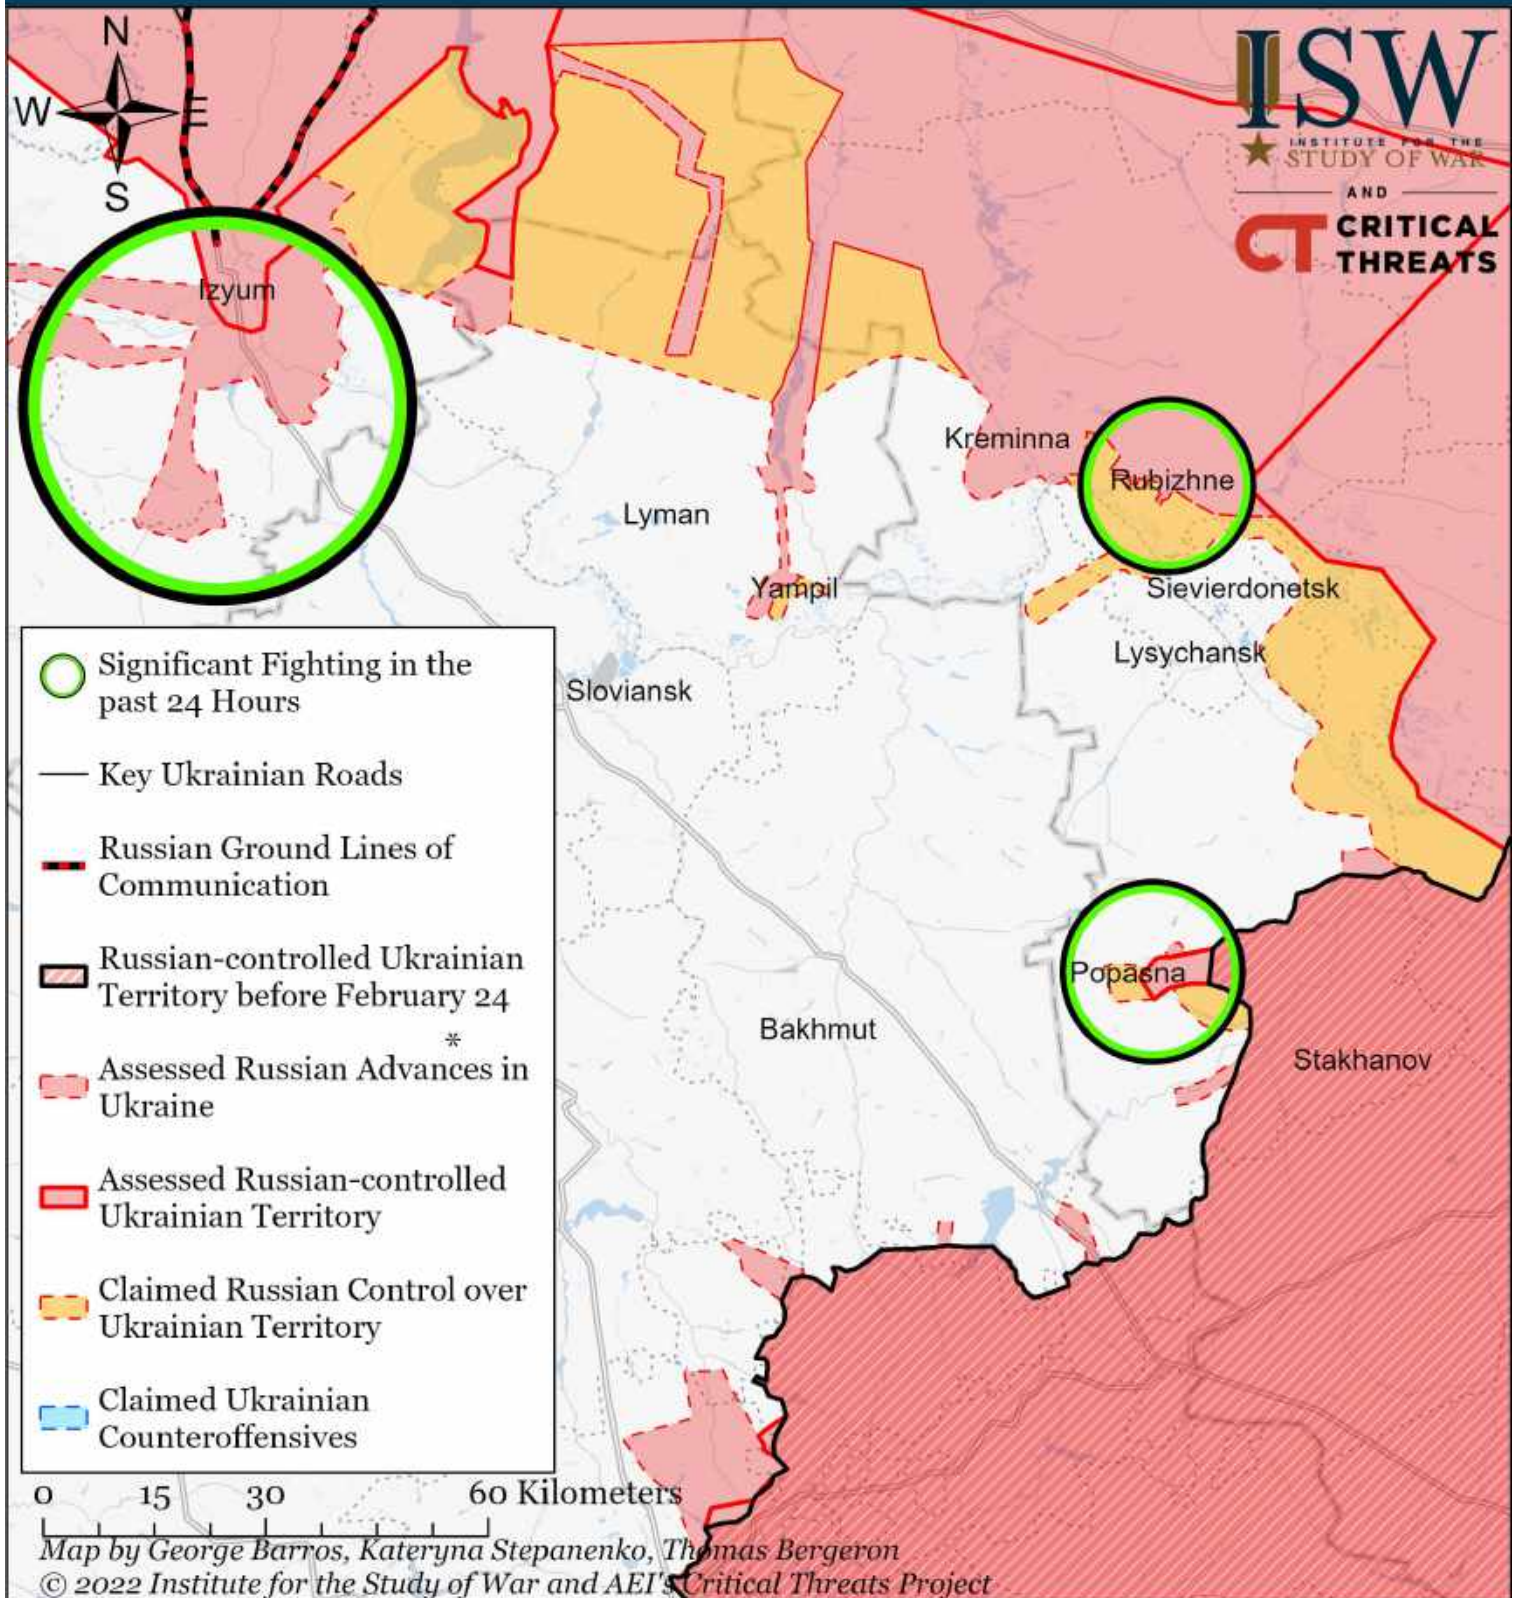 N
W
E
S
ISW
INSTITUTE FOR THE
STUDY OF WAR
AND
CT CRITICAL
THREATS
Izyum
Kreminna
Rubizhne
Lyman
Yampil
Sievierdonetsk
Lysychansk
Sloviansk
Popasna
Bakhmut
Stakhanov
Significant Fighting in the
past 24 Hours
Key Ukrainian Roads
Russian Ground Lines of
Communication
Russian-controlled Ukrainian
Territory before February 24
*
Assessed Russian Advances in
Ukraine
Assessed Russian-controlled
Ukrainian Territory
Claimed Russian Control over
Ukrainian Territory
Claimed Ukrainian
Counteroffensives
0 15 30 60 Kilometers
Map by George Barros, Kateryna Stepanenko, Thomas Bergeron
© 2022 Institute for the Study of War and AEI's Critical Threats Project